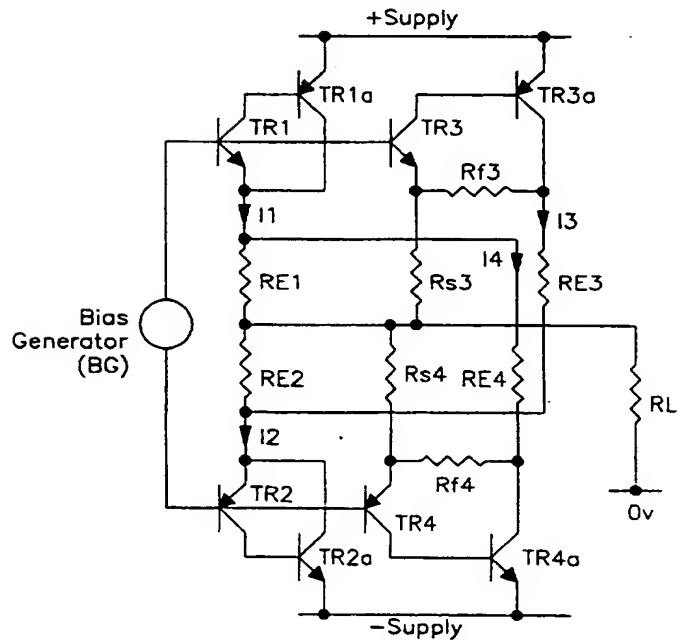 +Supply
TR1a
TR3a
TR1
TR3
Rf3
I1
I3
I4
RE1
Rs3
RE3
Bias
Generator
(BG)
RE2
Rs4
RE4
RL
I2
Rf4
TR2
TR4
0v
TR2a
TR4a
−Supply